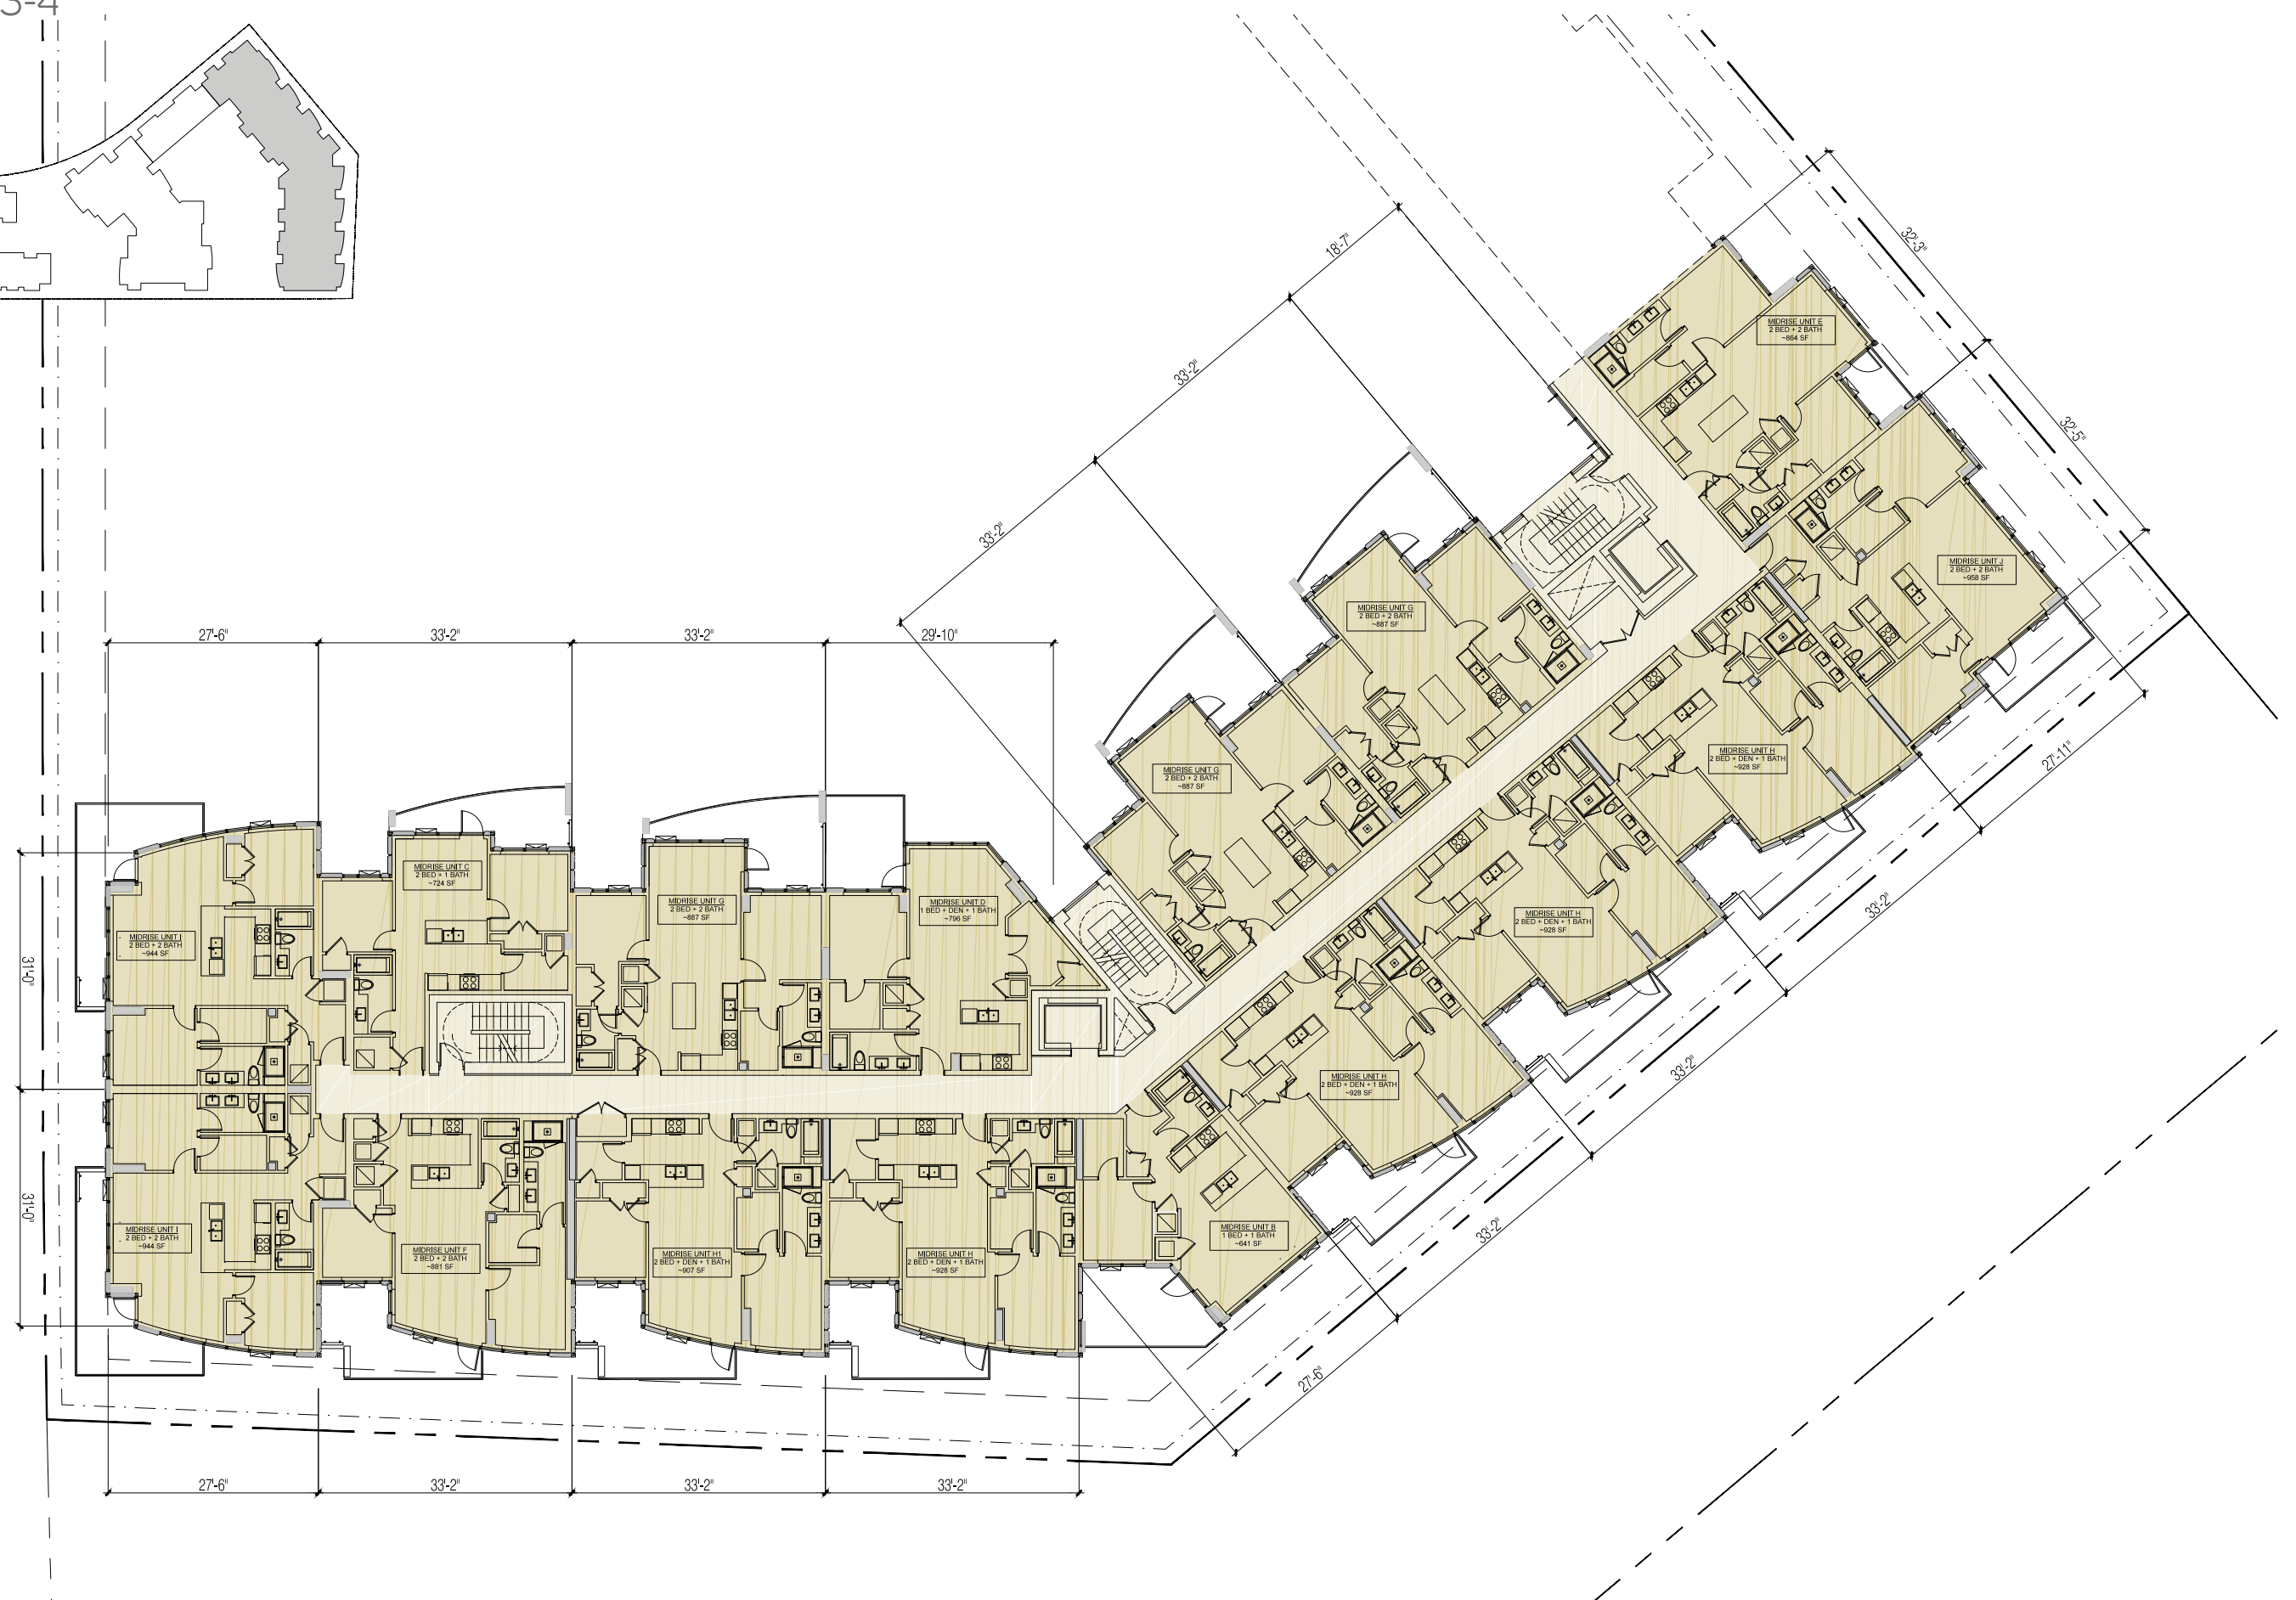 3-4
18'-7"
32'-3"
33'-2"
32'-5"
33'-2"
MIDRISE UNIT E
2 BED + 2 BATH
~864 SF
MIDRISE UNIT J
2 BED + 2 BATH
~958 SF
MIDRISE UNIT G
2 BED + 2 BATH
~887 SF
27'-6"
33'-2"
33'-2"
29'-10"
MIDRISE UNIT G
2 BED + 2 BATH
~887 SF
MIDRISE UNIT H
2 BED + DEN + 1 BATH
~928 SF
27'-11"
MIDRISE UNIT C
2 BED + 1 BATH
~724 SF
MIDRISE UNIT G
2 BED + 2 BATH
~887 SF
MIDRISE UNIT D
1 BED + DEN + 1 BATH
~796 SF
MIDRISE UNIT H
2 BED + DEN + 1 BATH
~928 SF
33'-2"
MIDRISE UNIT I
2 BED + 2 BATH
~944 SF
31'-0"
MIDRISE UNIT H
2 BED + DEN + 1 BATH
~928 SF
33'-2"
31'-0"
MIDRISE UNIT I
2 BED + 2 BATH
~944 SF
MIDRISE UNIT F
2 BED + 2 BATH
~881 SF
MIDRISE UNIT H1
2 BED + DEN + 1 BATH
~907 SF
MIDRISE UNIT H
2 BED + DEN + 1 BATH
~928 SF
MIDRISE UNIT B
1 BED + 1 BATH
~641 SF
33'-2"
27'-6"
27'-6"
33'-2"
33'-2"
33'-2"